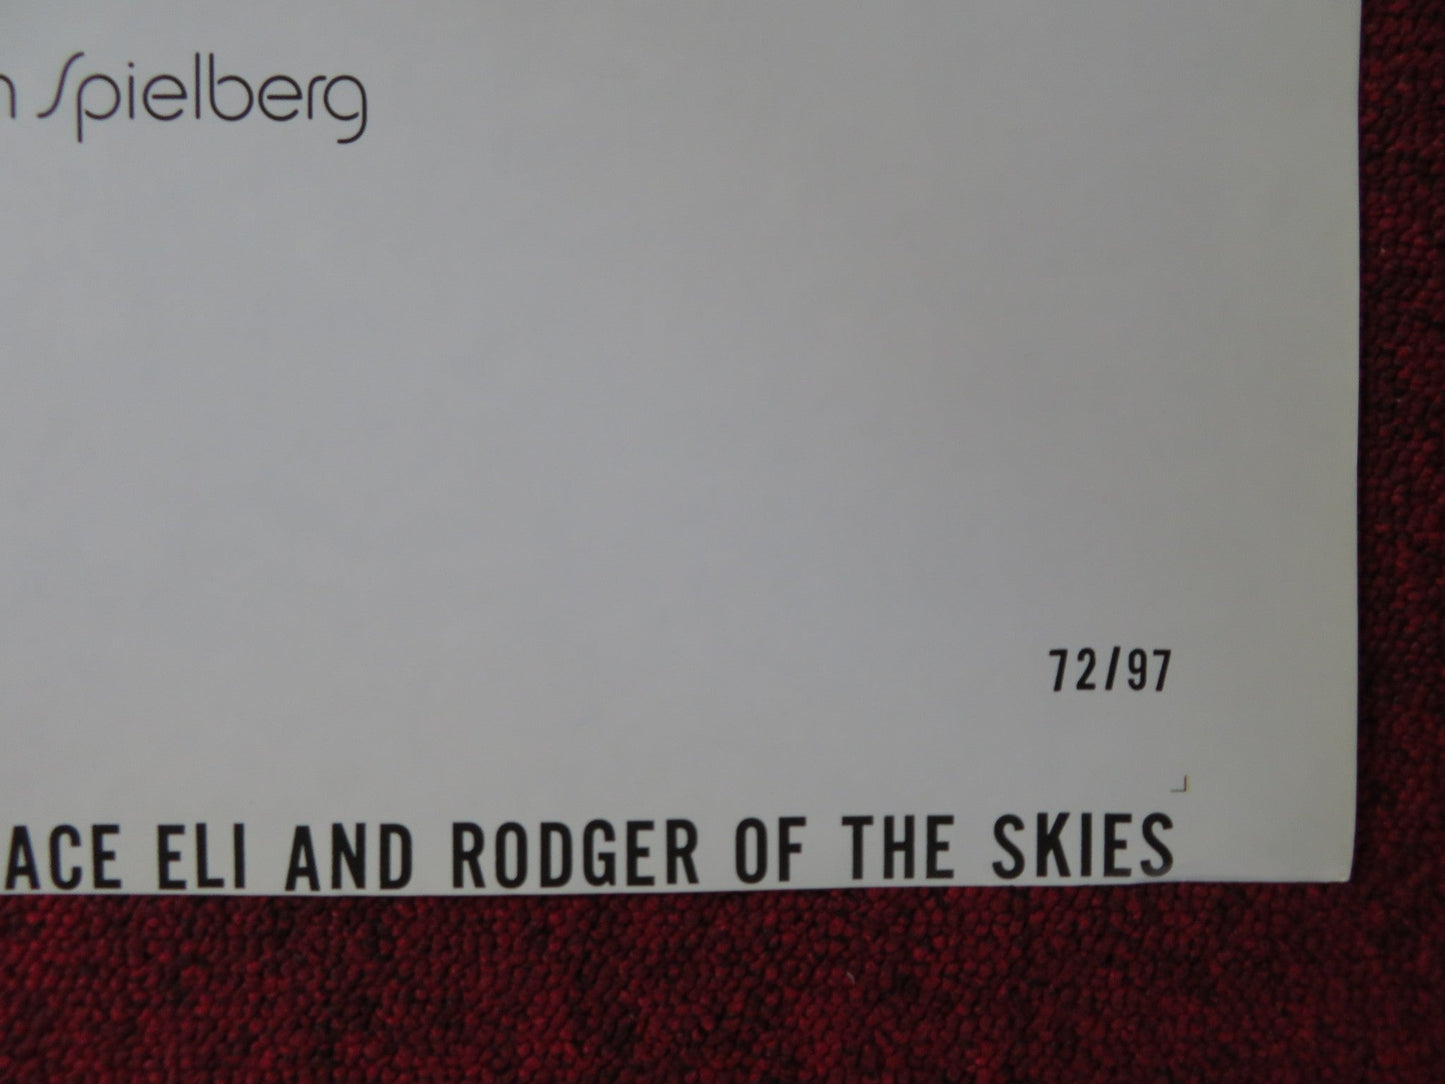 n Spielberg
72/97
ACE ELI AND RODGER OF THE SKIES